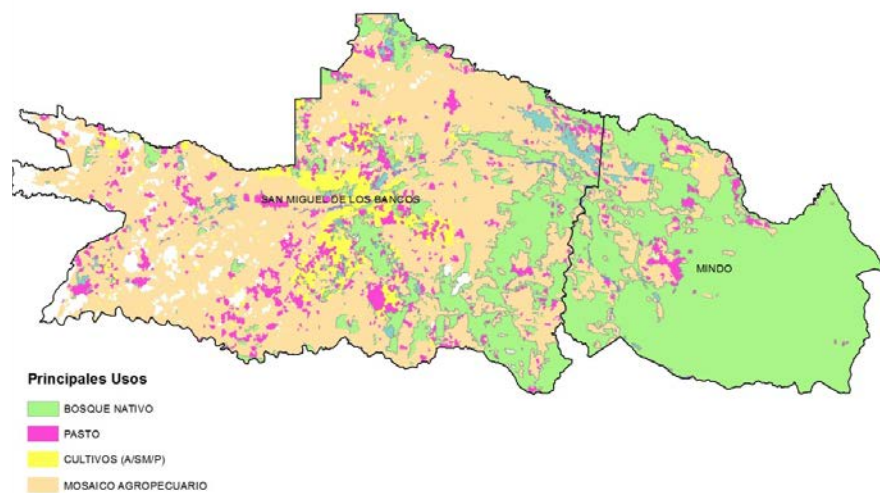 SAN MIGUEL DE LOS BANCOS
MINDO
Principales Usos
BOSQUE NATIVO
PASTO
CULTIVOS (A/SM/P)
MOSAICO AGROPECUARIO